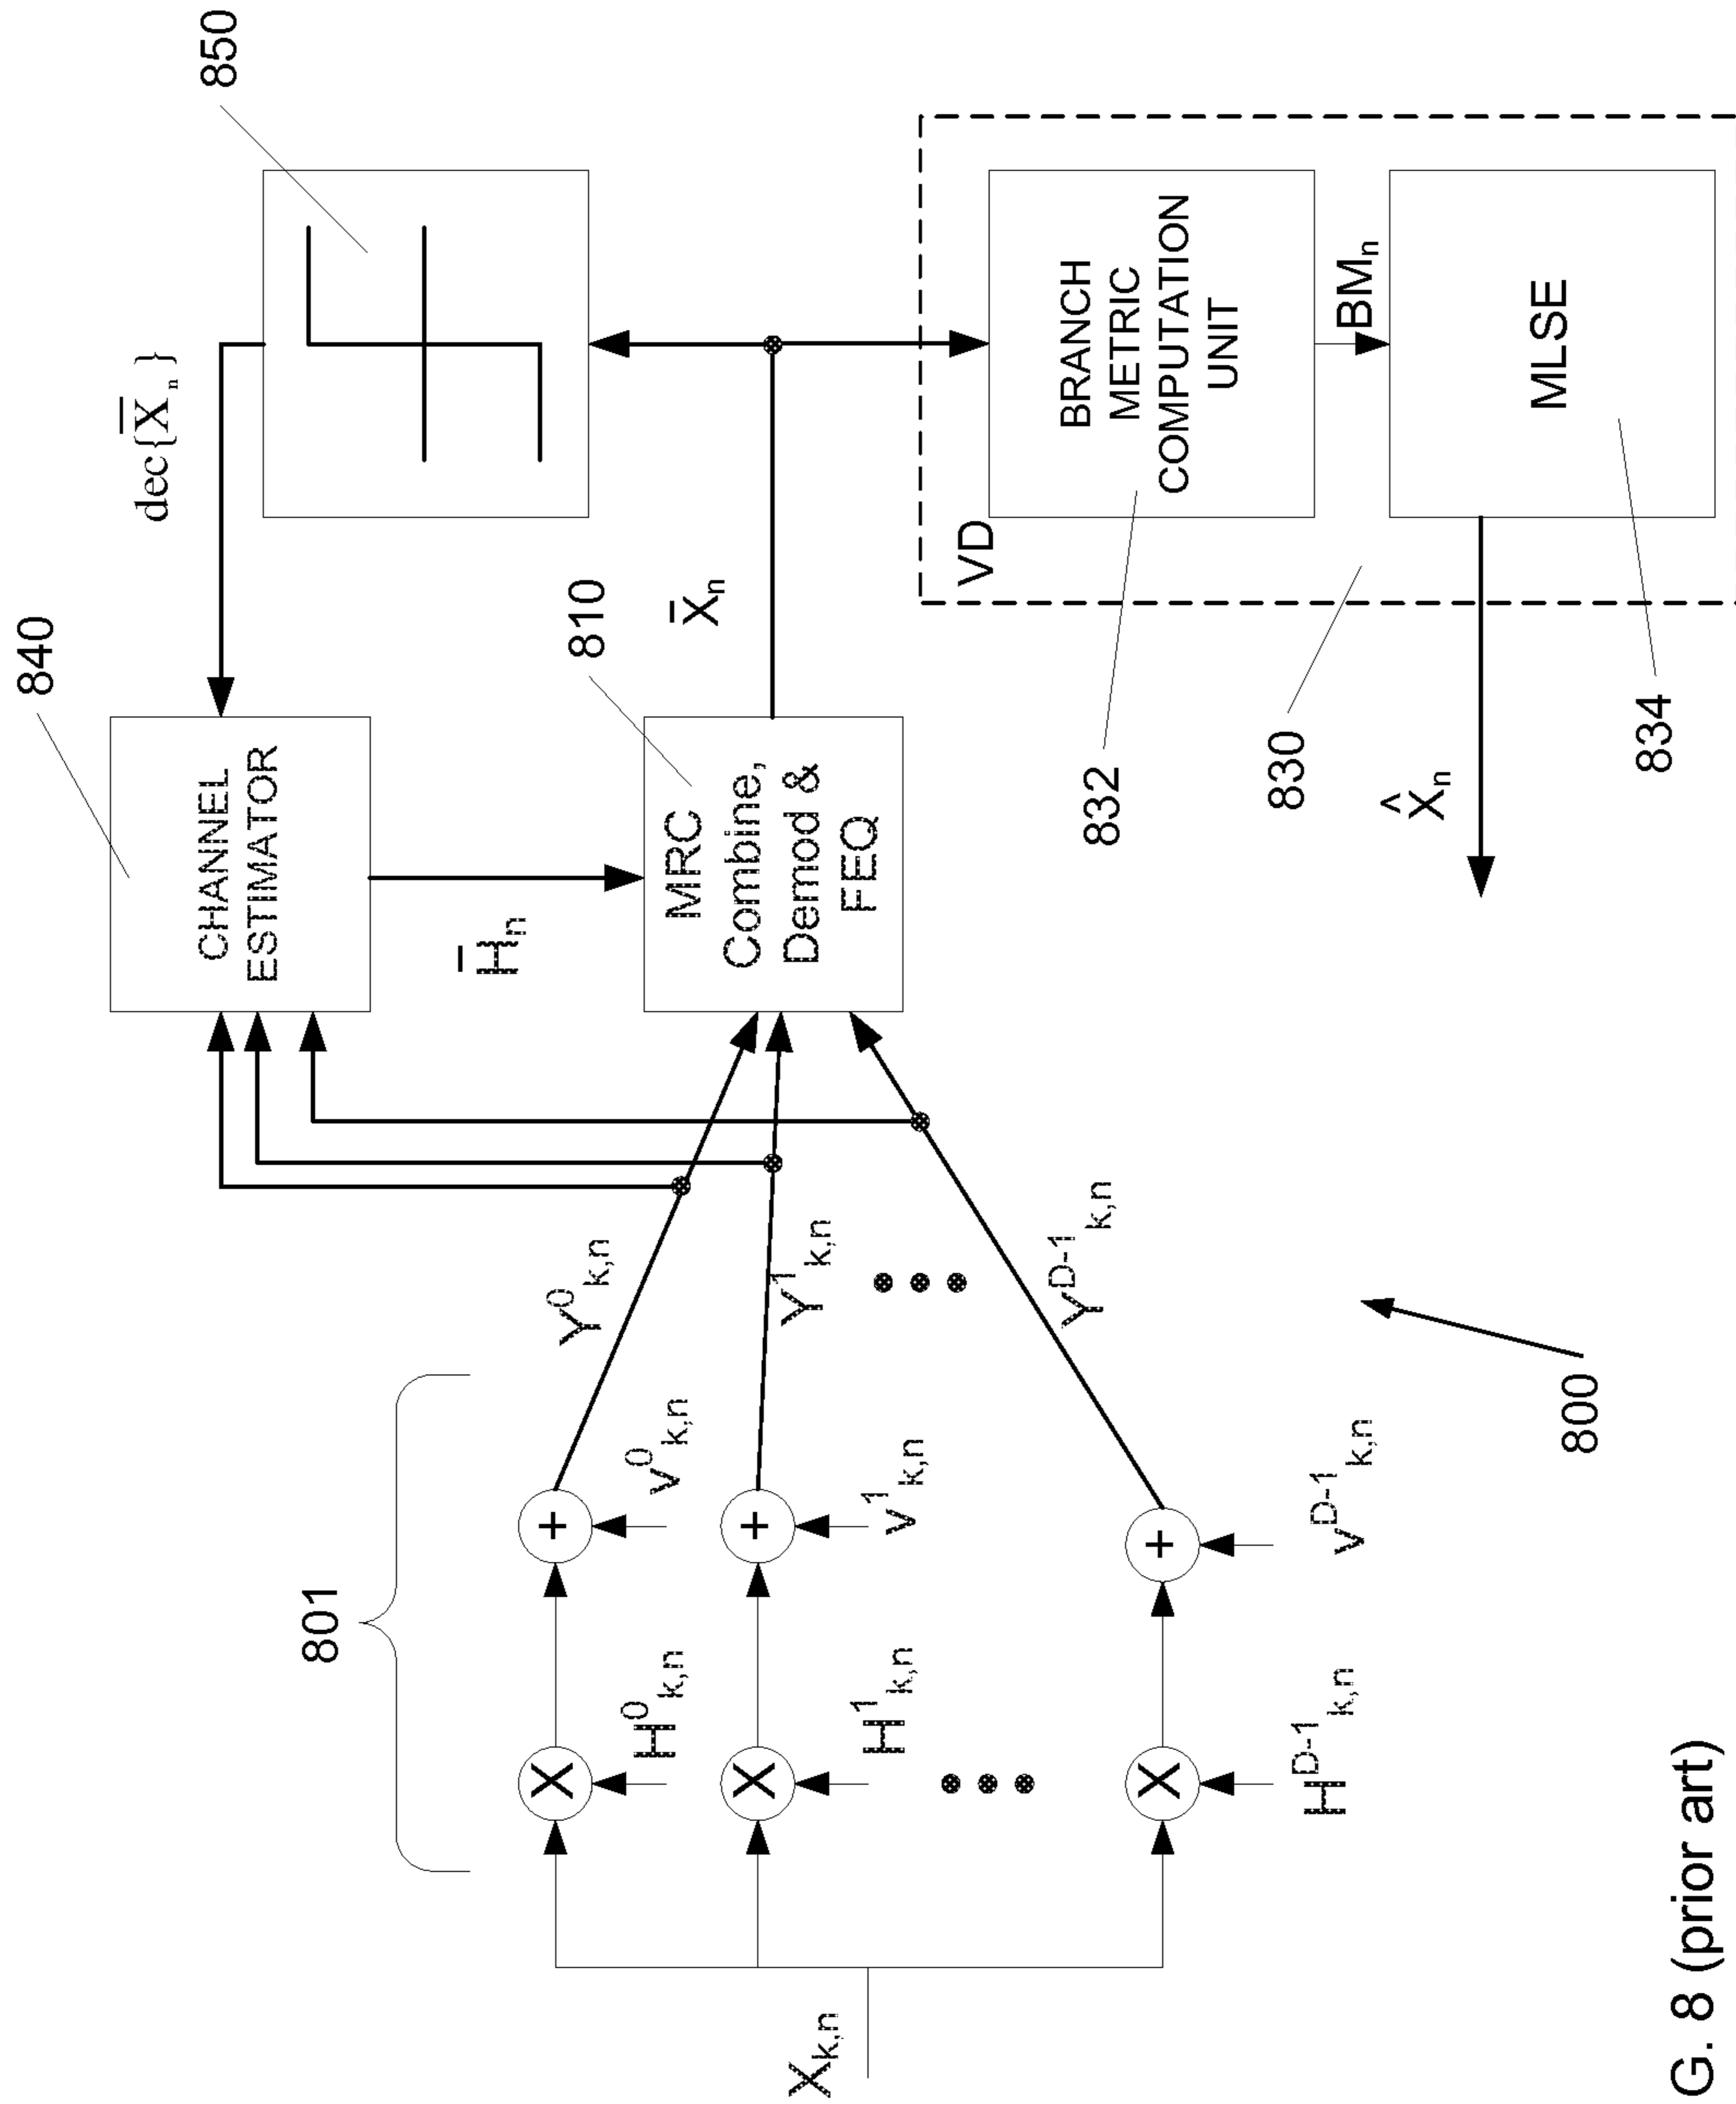 840
850
dec{X̄ₙ}
CHANNEL
ESTIMATOR
H̄ₙ
801
810
MRC
Combine,
Demod &
FEQ
X̄ₙ
Xₖ,ₙ
X
X
X
H⁰ₖ,ₙ
H¹ₖ,ₙ
Hᴰ⁻¹ₖ,ₙ
+
+
+
v⁰ₖ,ₙ
v¹ₖ,ₙ
vᴰ⁻¹ₖ,ₙ
Y⁰ₖ,ₙ
Y¹ₖ,ₙ
Yᴰ⁻¹ₖ,ₙ
VD
BRANCH
METRIC
COMPUTATION
UNIT
832
BMₙ
830
MLSE
834
X̂ₙ
800
G. 8 (prior art)